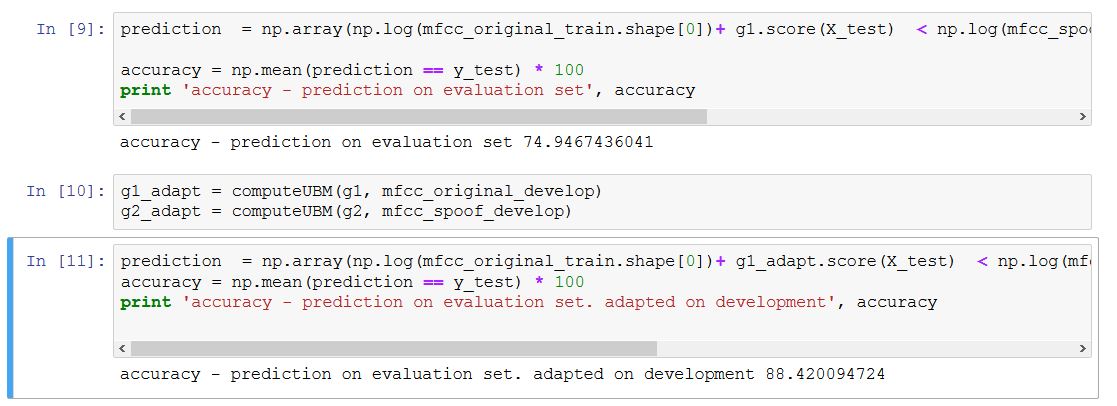 In [9]: prediction  = np.array(np.log(mfcc_original_train.shape[0])+ g1.score(X_test)  < np.log(mfcc_spoo
accuracy = np.mean(prediction == y_test) * 100
print 'accuracy - prediction on evaluation set', accuracy
accuracy - prediction on evaluation set 74.9467436041
In [10]: g1_adapt = computeUBM(g1, mfcc_original_develop)
g2_adapt = computeUBM(g2, mfcc_spoof_develop)
In [11]: prediction  = np.array(np.log(mfcc_original_train.shape[0])+ g1_adapt.score(X_test)  < np.log(mf
accuracy = np.mean(prediction == y_test) * 100
print 'accuracy - prediction on evaluation set. adapted on development', accuracy
accuracy - prediction on evaluation set. adapted on development 88.420094724